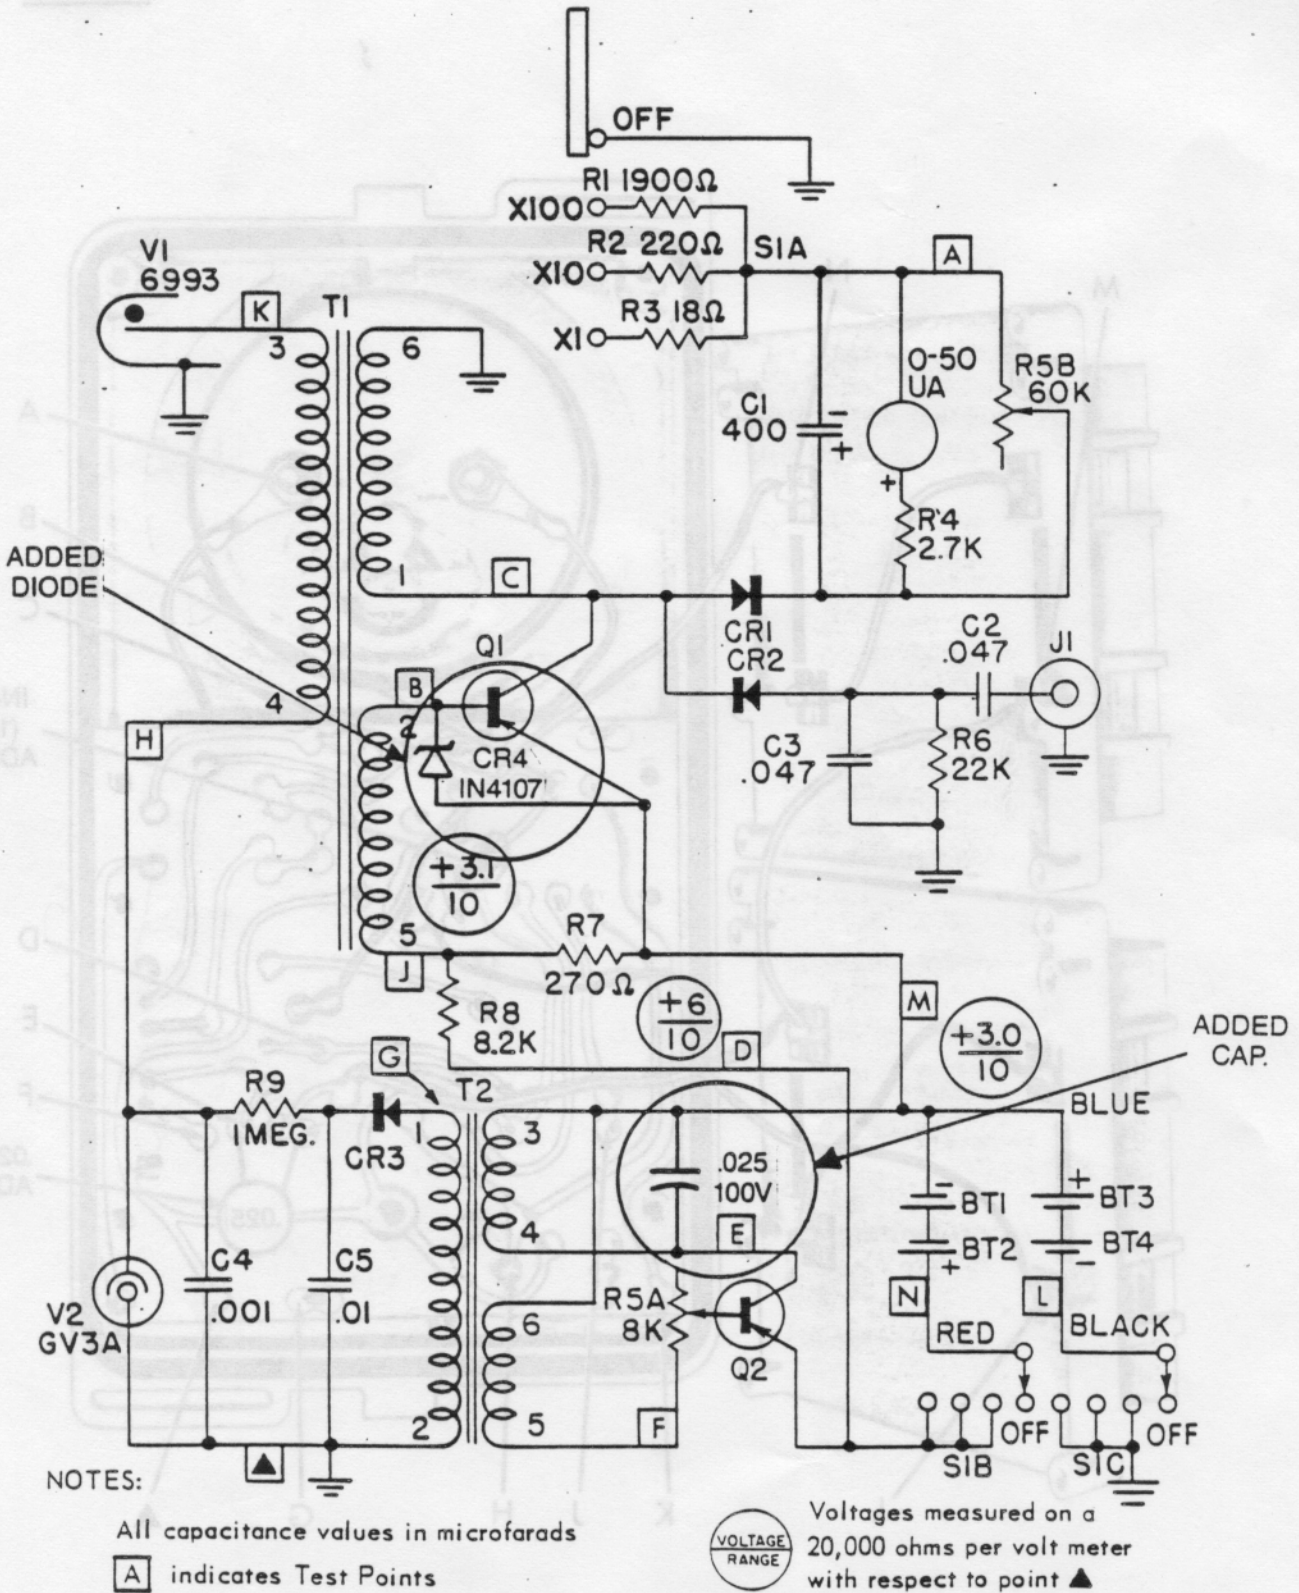 OFF
R1 1900Ω
X100
R2 220Ω
S1A
A
X10
R3 18Ω
X1
V1
6993
K
T1
3
6
0-50
UA
R5B
60K
C1
400
-
+
+
R4
2.7K
ADDED
DIODE
1
C
CR1
CR2
C2
.047
J1
Q1
B
4
2
H
CR4
IN4107
C3
.047
R6
22K
+3.1
10
5
J
R7
270Ω
M
R8
8.2K
+6
10
D
+3.0
10
ADDED
CAP.
G
T2
R9
1MEG.
CR3
1
3
BLUE
.025
100V
4
E
-
BT1
BT2
+
+
BT3
BT4
-
C4
.001
C5
.01
V2
GV3A
6
R5A
8K
Q2
N
RED
L
BLACK
2
5
F
OFF
S1B
OFF
S1C
NOTES:
All capacitance values in microfarads
A indicates Test Points
VOLTAGE
RANGE
Voltages measured on a
20,000 ohms per volt meter
with respect to point ▲